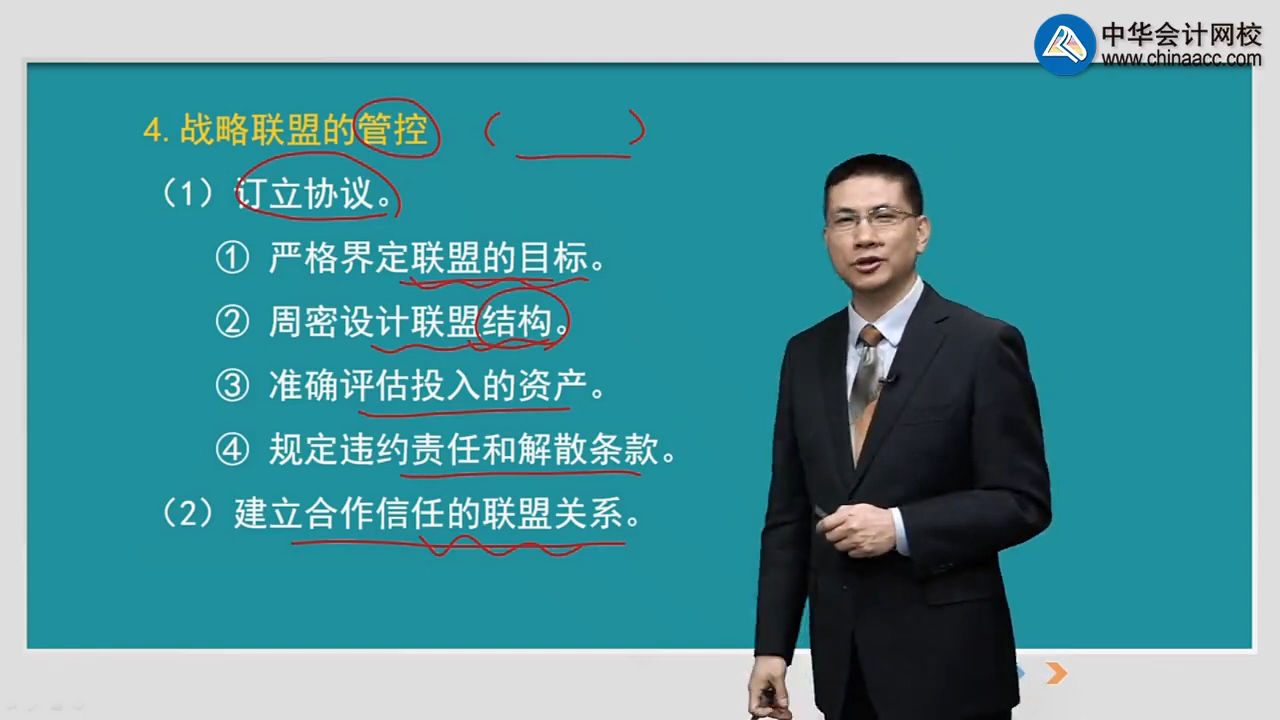 中华会计网校
www.chinaacc.com
4.战略联盟的管控 （ ）
（1）订立协议。
① 严格界定联盟的目标。
② 周密设计联盟结构。
③ 准确评估投入的资产。
④ 规定违约责任和解散条款。
（2）建立合作信任的联盟关系。